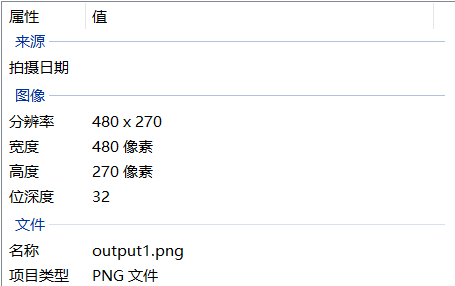 属性 值
来源
拍摄日期
图像
分辨率 480 x 270
宽度 480 像素
高度 270 像素
位深度 32
文件
名称 output1.png
项目类型 PNG 文件